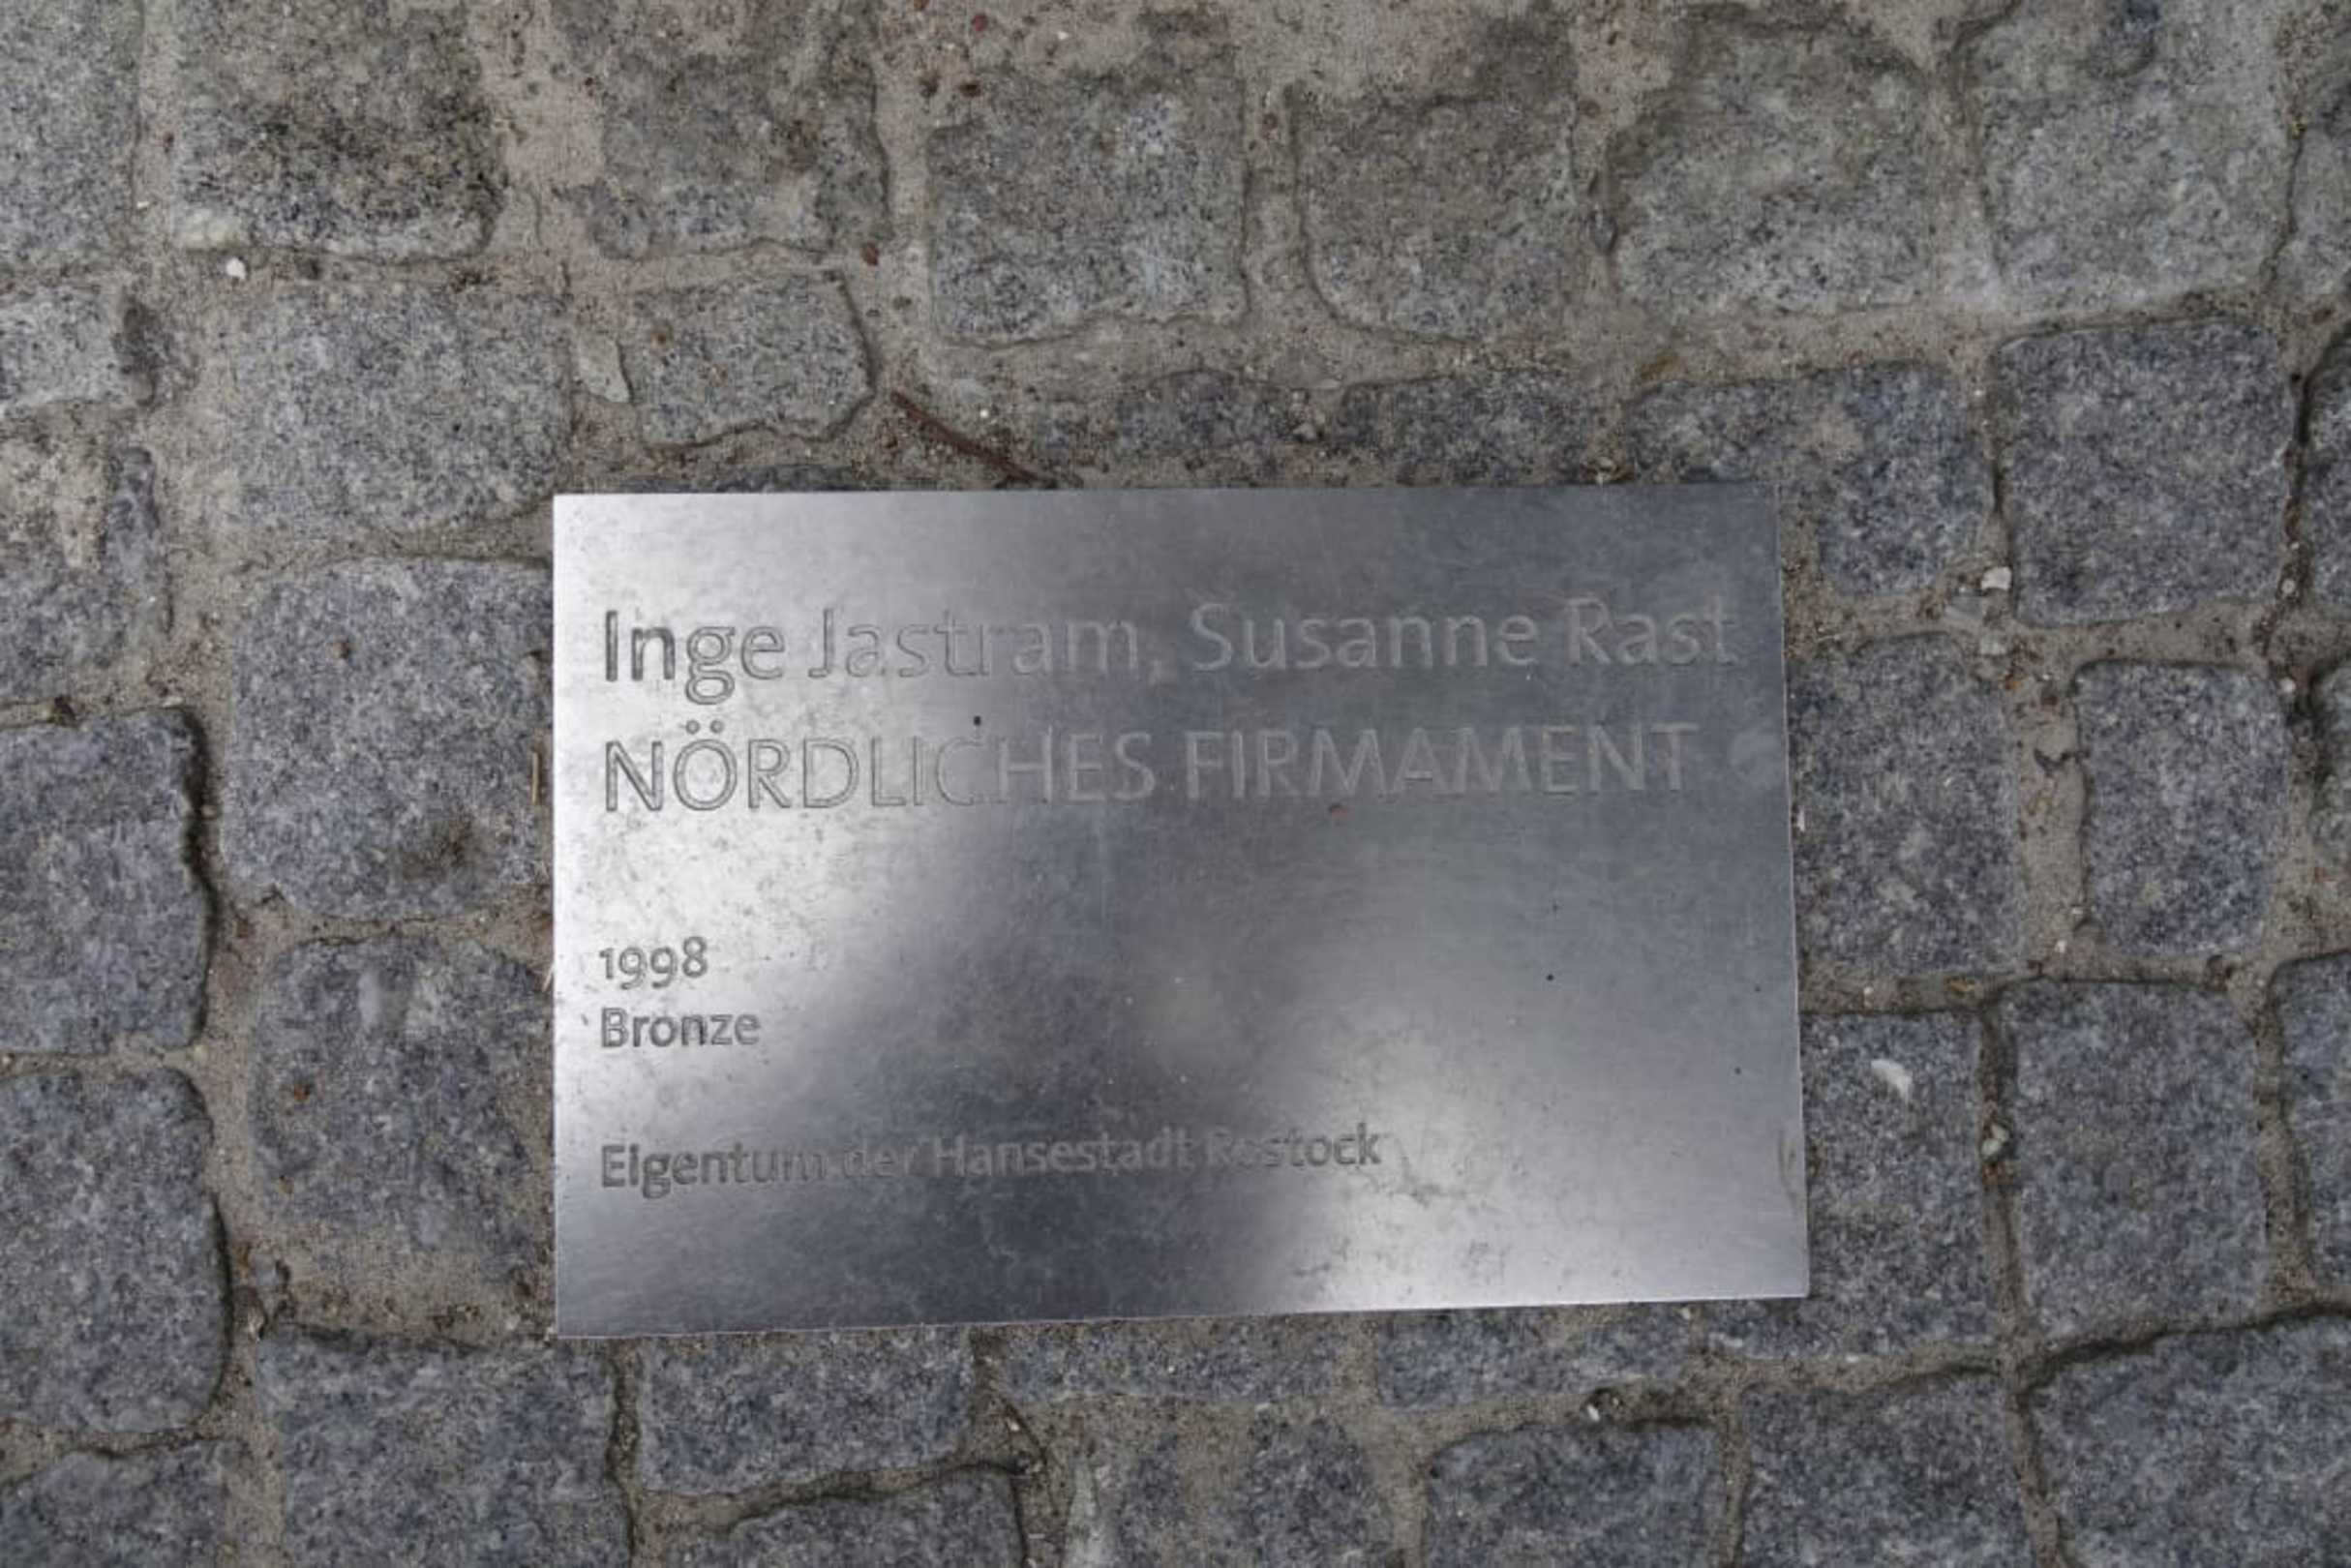 Inge Jastram, Susanne Rast
NÖRDLICHES FIRMAMENT
1998
Bronze
Eigentum der Hansestadt Rostock